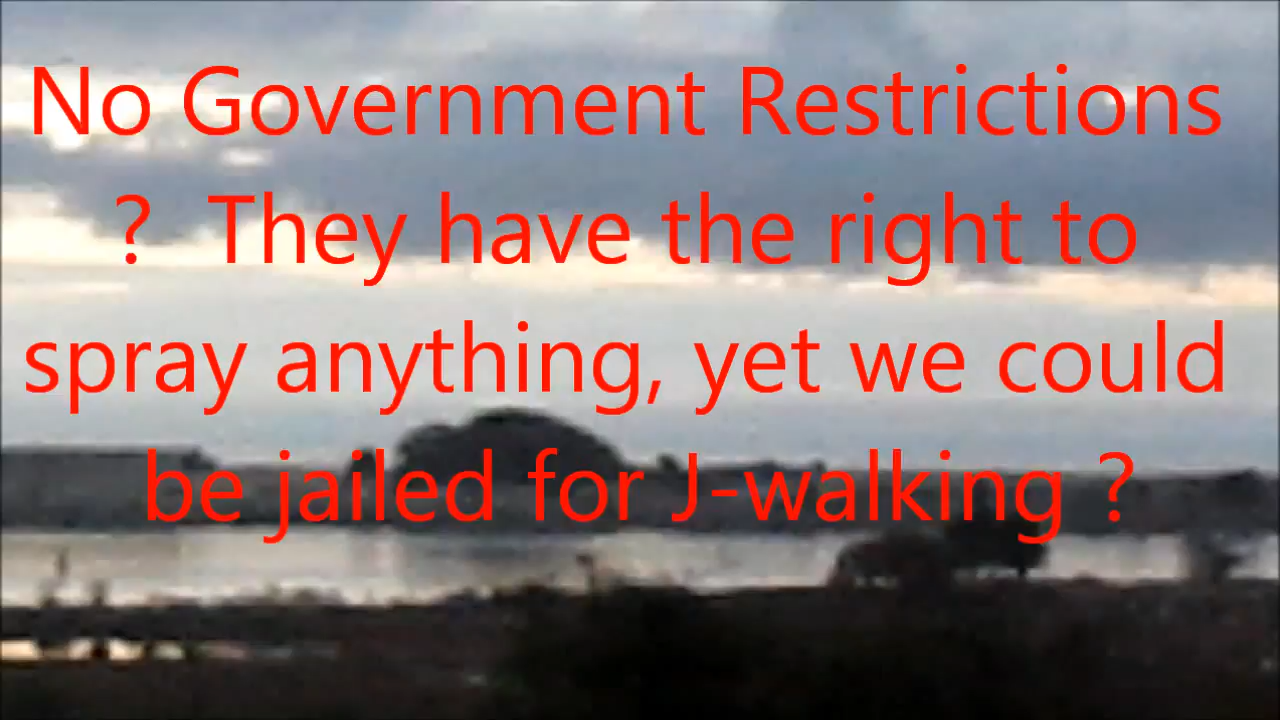 No Government Restrictions
?  They have the right to
spray anything, yet we could
be jailed for J-walking ?